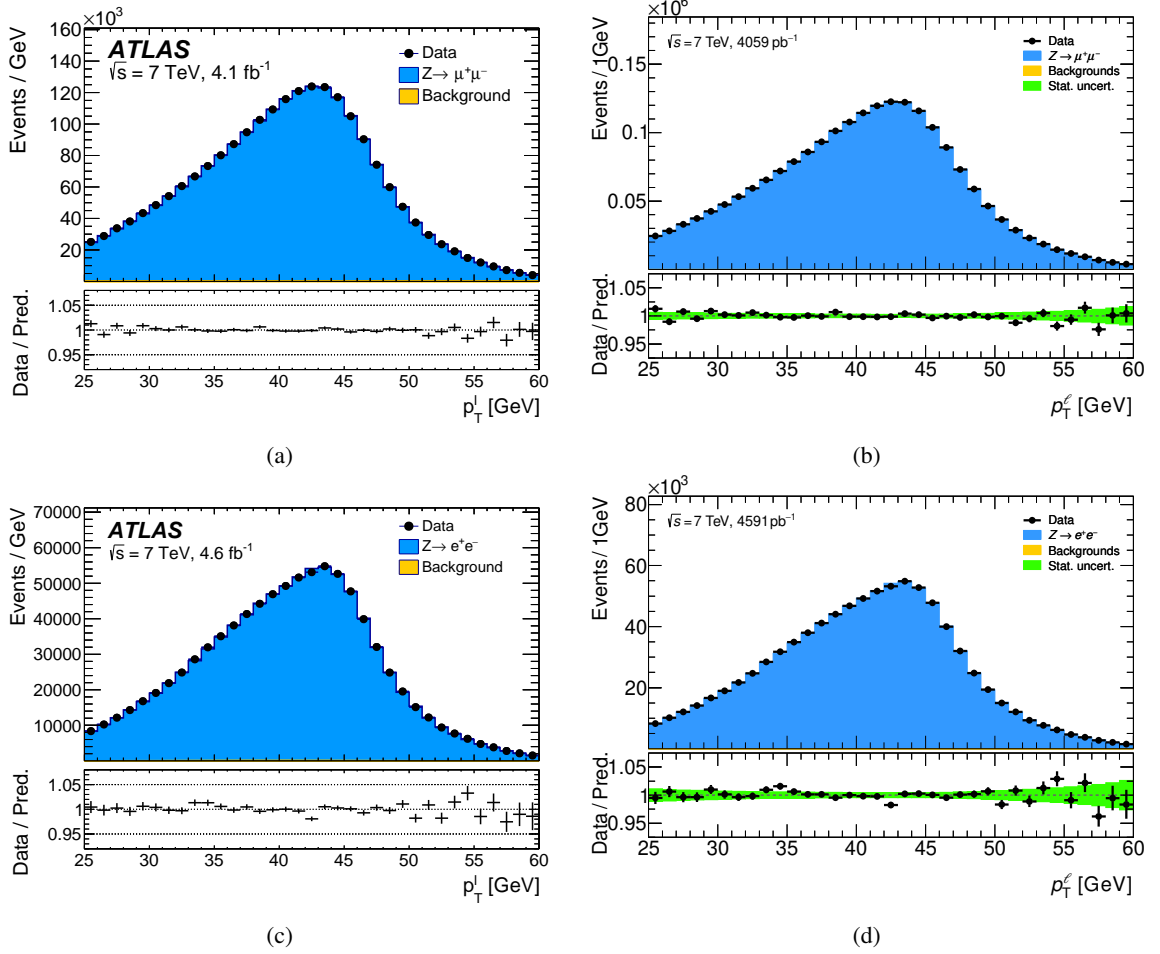 ×10³
160
140
120
100
80
60
40
20
Events / GeV
ATLAS
√s = 7 TeV, 4.1 fb⁻¹
Data
Z→ μ⁺μ⁻
Background
1.05
1
0.95
Data / Pred.
25 30 35 40 45 50 55 60
p_T^l [GeV]
(a)
×10⁶
0.15
0.1
0.05
Events / 1GeV
√s = 7 TeV, 4059 pb⁻¹
Data
Z → μ⁺μ⁻
Backgrounds
Stat. uncert.
1.05
1
0.95
Data / Pred.
25 30 35 40 45 50 55 60
p_T^ℓ [GeV]
(b)
70000
60000
50000
40000
30000
20000
10000
Events / GeV
ATLAS
√s = 7 TeV, 4.6 fb⁻¹
Data
Z→ e⁺e⁻
Background
1.05
1
0.95
Data / Pred.
25 30 35 40 45 50 55 60
p_T^l [GeV]
(c)
×10³
80
60
40
20
Events / 1GeV
√s = 7 TeV, 4591 pb⁻¹
Data
Z → e⁺e⁻
Backgrounds
Stat. uncert.
1.05
1
0.95
Data / Pred.
25 30 35 40 45 50 55 60
p_T^ℓ [GeV]
(d)